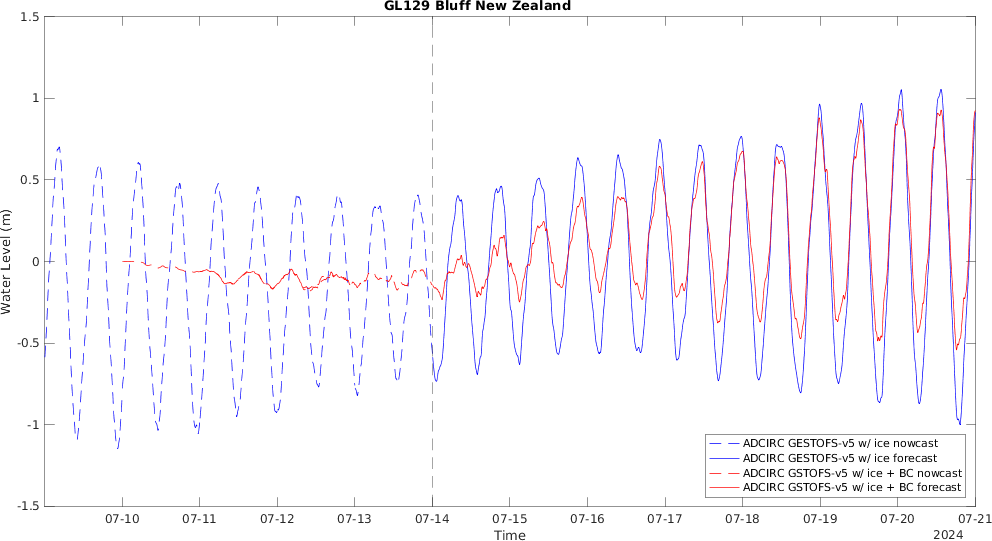 GL129 Bluff New Zealand
Water Level (m)
1.5
1
0.5
0
-0.5
-1
-1.5
ADCIRC GESTOFS-v5 w/ ice nowcast
ADCIRC GESTOFS-v5 w/ ice forecast
ADCIRC GSTOFS-v5 w/ ice + BC nowcast
ADCIRC GSTOFS-v5 w/ ice + BC forecast
07-10 07-11 07-12 07-13 07-14 07-15 07-16 07-17 07-18 07-19 07-20 07-21
Time
2024